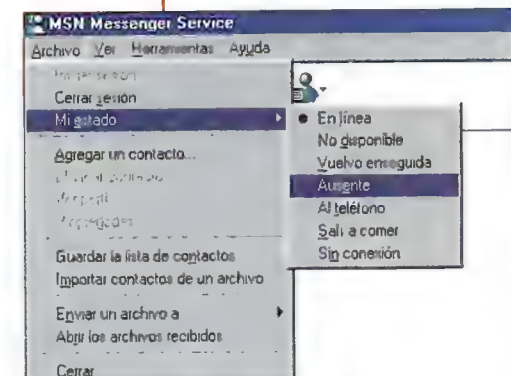 MSN Messenger Service
Archivo Ver Herramientas Ayuda
Cerrar sesión
Mi estado
Agregar un contacto...
Propiedades
Guardar la lista de contactos
Importar contactos de un archivo
Enviar un archivo a
Abrir los archivos recibidos
Cerrar
En línea
No disponible
Vuelvo enseguida
Ausente
Al teléfono
Salí a comer
Sin conexión